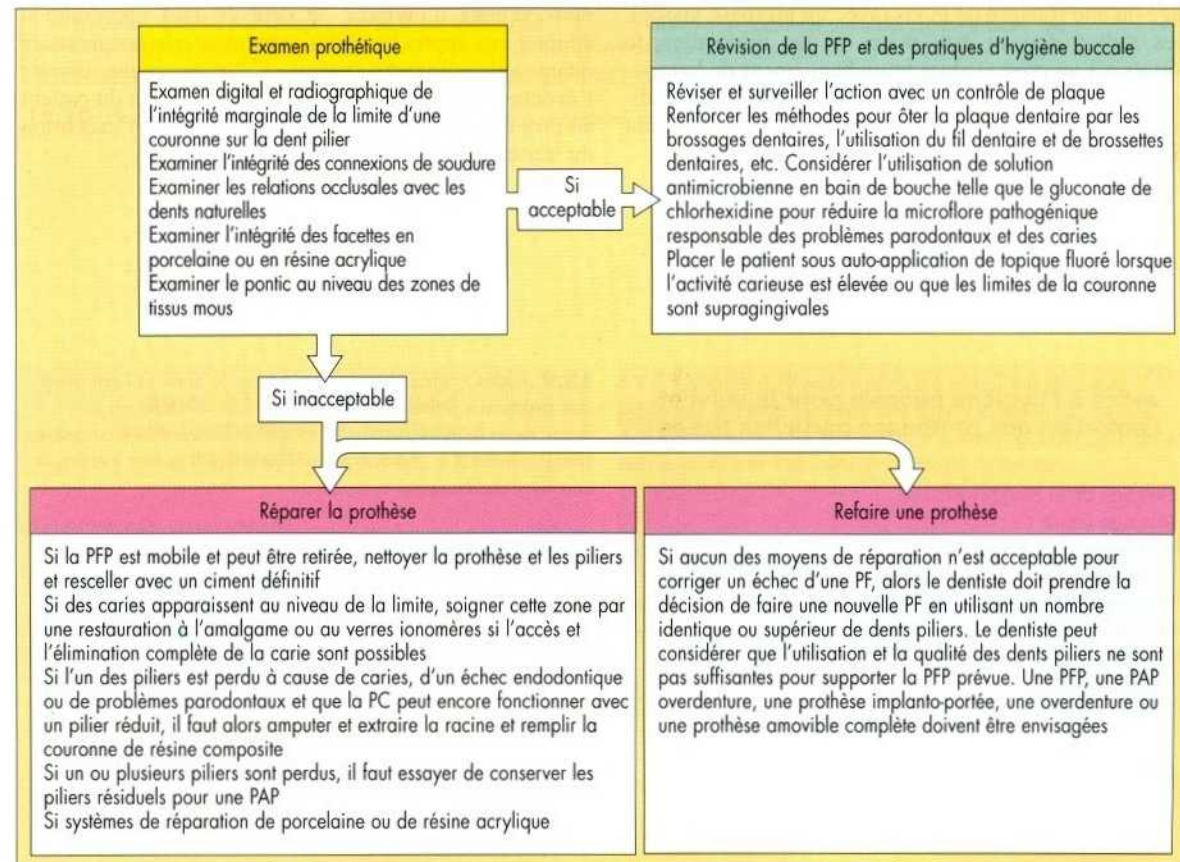 Examen prothétique
Examen digital et radiographique de
l'intégrité marginale de la limite d'une
couronne sur la dent pilier
Examiner l'intégrité des connexions de soudure
Examiner les relations occlusales avec les
dents naturelles
Examiner l'intégrité des facettes en
porcelaine ou en résine acrylique
Examiner le pontic au niveau des zones de
tissus mous
Si
acceptable
Révision de la PFP et des pratiques d'hygiène buccale
Réviser et surveiller l'action avec un contrôle de plaque
Renforcer les méthodes pour ôter la plaque dentaire par les
brossages dentaires, l'utilisation du fil dentaire et de brossettes
dentaires, etc. Considérer l'utilisation de solution
antimicrobienne en bain de bouche telle que le gluconate de
chlorhexidine pour réduire la microflore pathogénique
responsable des problèmes parodontaux et des caries
Placer le patient sous auto-application de topique fluoré lorsque
l'activité carieuse est élevée ou que les limites de la couronne
sont supragingivales
Si inacceptable
Réparer la prothèse
Si la PFP est mobile et peut être retirée, nettoyer la prothèse et les piliers
et resceller avec un ciment définitif
Si des caries apparaissent au niveau de la limite, soigner cette zone par
une restauration à l'amalgame ou au verres ionomères si l'accès et
l'élimination complète de la carie sont possibles
Si l'un des piliers est perdu à cause de caries, d'un échec endodontique
ou de problèmes parodontaux et que la PC peut encore fonctionner avec
un pilier réduit, il faut alors amputer et extraire la racine et remplir la
couronne de résine composite
Si un ou plusieurs piliers sont perdus, il faut essayer de conserver les
piliers résiduels pour une PAP
Si systèmes de réparation de porcelaine ou de résine acrylique
Refaire une prothèse
Si aucun des moyens de réparation n'est acceptable pour
corriger un échec d'une PF, alors le dentiste doit prendre la
décision de faire une nouvelle PF en utilisant un nombre
identique ou supérieur de dents piliers. Le dentiste peut
considérer que l'utilisation et la qualité des dents piliers ne sont
pas suffisantes pour supporter la PFP prévue. Une PFP, une PAP
overdenture, une prothèse implanto-portée, une overdenture ou
une prothèse amovible complète doivent être envisagées